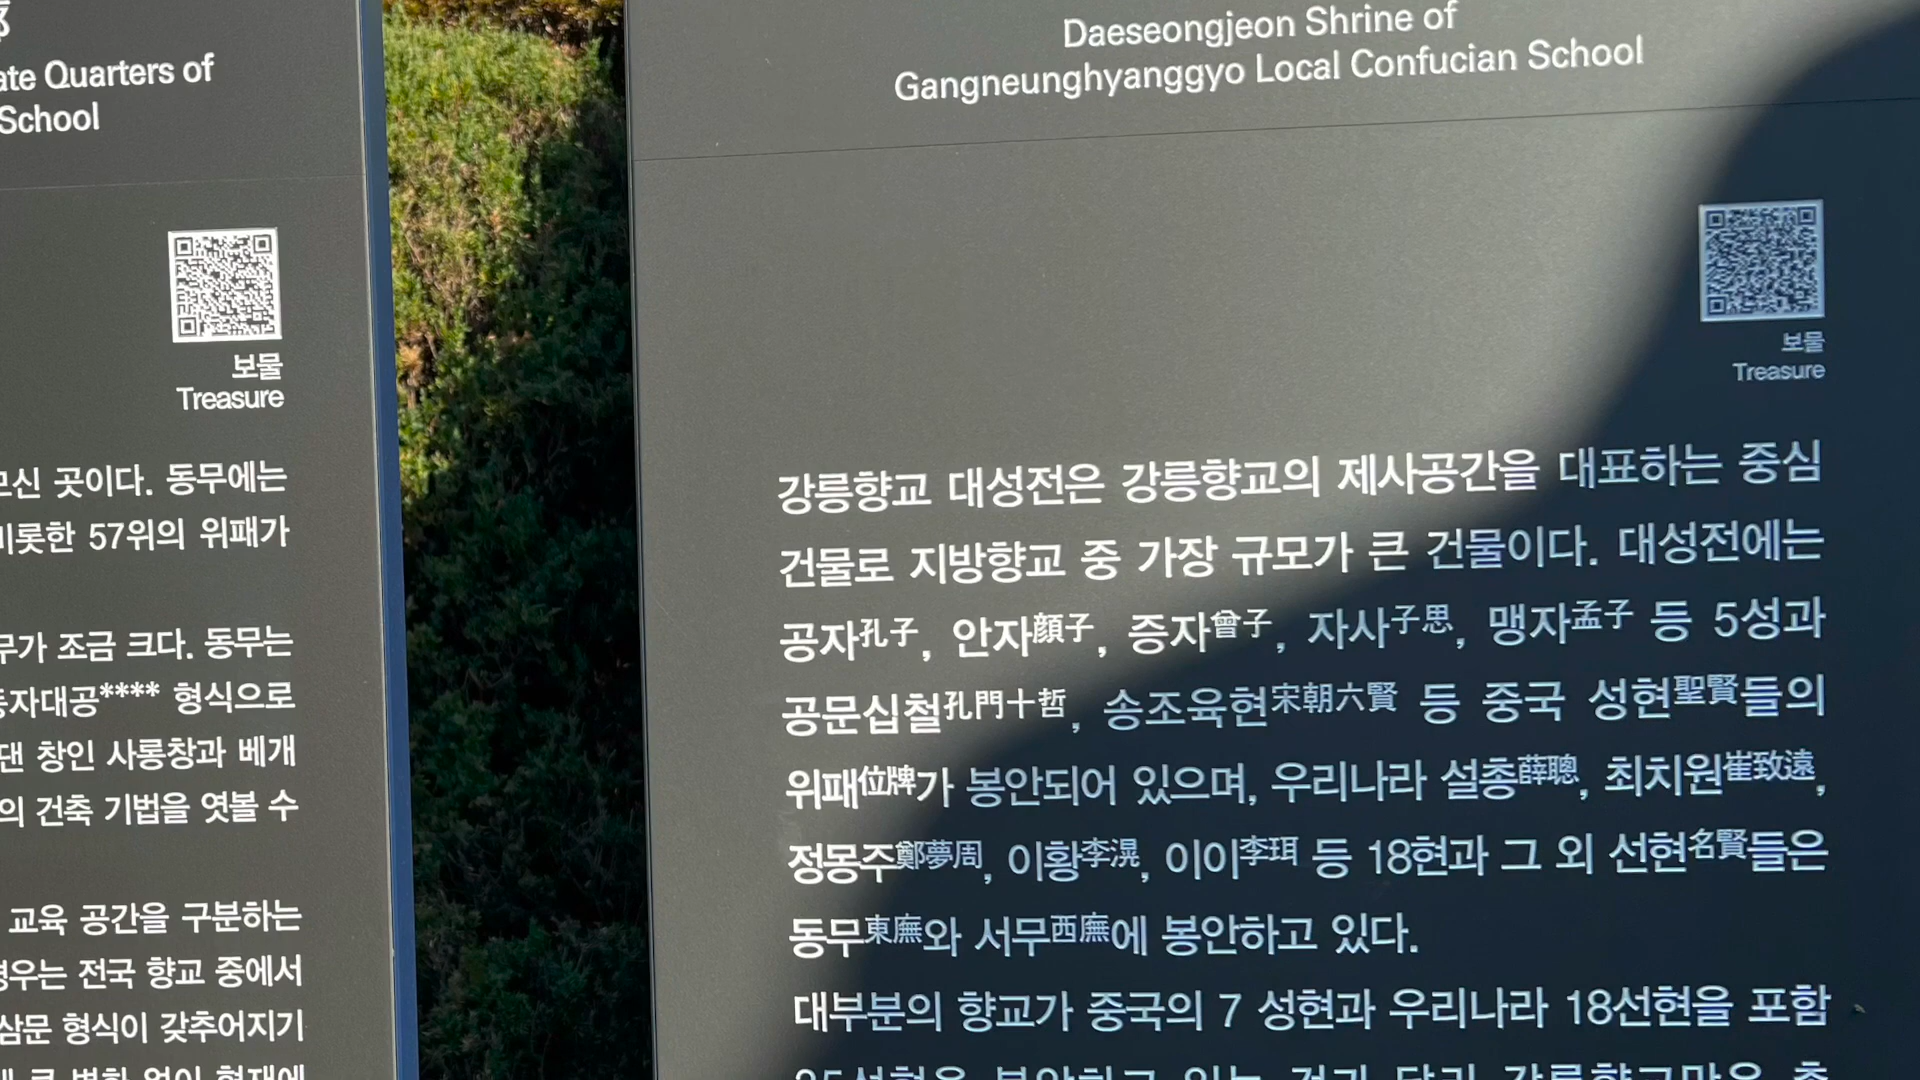 ate Quarters of
School
보물
Treasure
모신 곳이다. 동무에는
비롯한 57위의 위패가
무가 조금 크다. 동무는
동자대공**** 형식으로
댄 창인 사롱창과 베개
의 건축 기법을 엿볼 수
교육 공간을 구분하는
경우는 전국 향교 중에서
삼문 형식이 갖추어지기
Daeseongjeon Shrine of
Gangneunghyanggyo Local Confucian School
보물
Treasure
강릉향교 대성전은 강릉향교의 제사공간을 대표하는 중심
건물로 지방향교 중 가장 규모가 큰 건물이다. 대성전에는
공자孔子, 안자顔子, 증자曾子, 자사子思, 맹자孟子 등 5성과
공문십철孔門十哲, 송조육현宋朝六賢 등 중국 성현聖賢들의
위패位牌가 봉안되어 있으며, 우리나라 설총薛聰, 최치원崔致遠,
정몽주鄭夢周, 이황李滉, 이이李珥 등 18현과 그 외 선현名賢들은
동무東廡와 서무西廡에 봉안하고 있다.
대부분의 향교가 중국의 7 성현과 우리나라 18선현을 포함